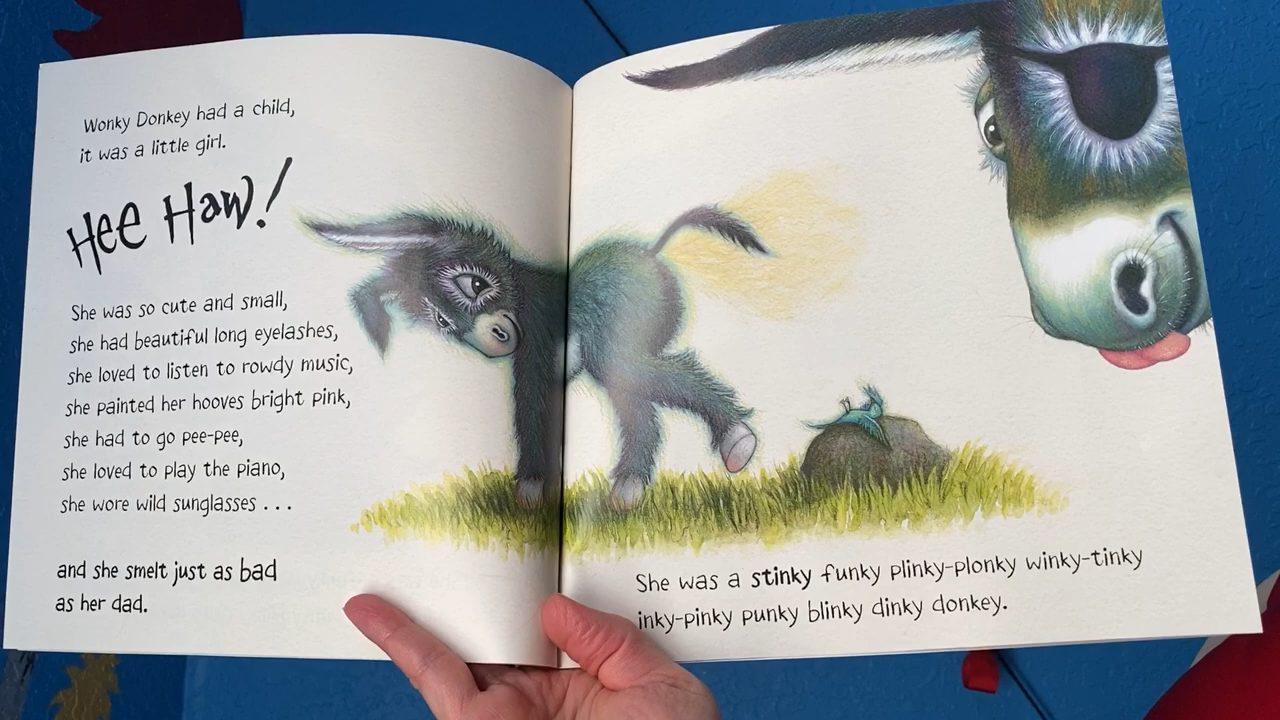 Wonky Donkey had a child,
it was a little girl.
Hee Haw!
She was so cute and small,
she had beautiful long eyelashes,
she loved to listen to rowdy music,
she painted her hooves bright pink,
she had to go pee-pee,
she loved to play the piano,
she wore wild sunglasses . . .
and she smelt just as bad
as her dad.
She was a stinky funky plinky-plonky winky-tinky
inky-pinky punky blinky dinky donkey.